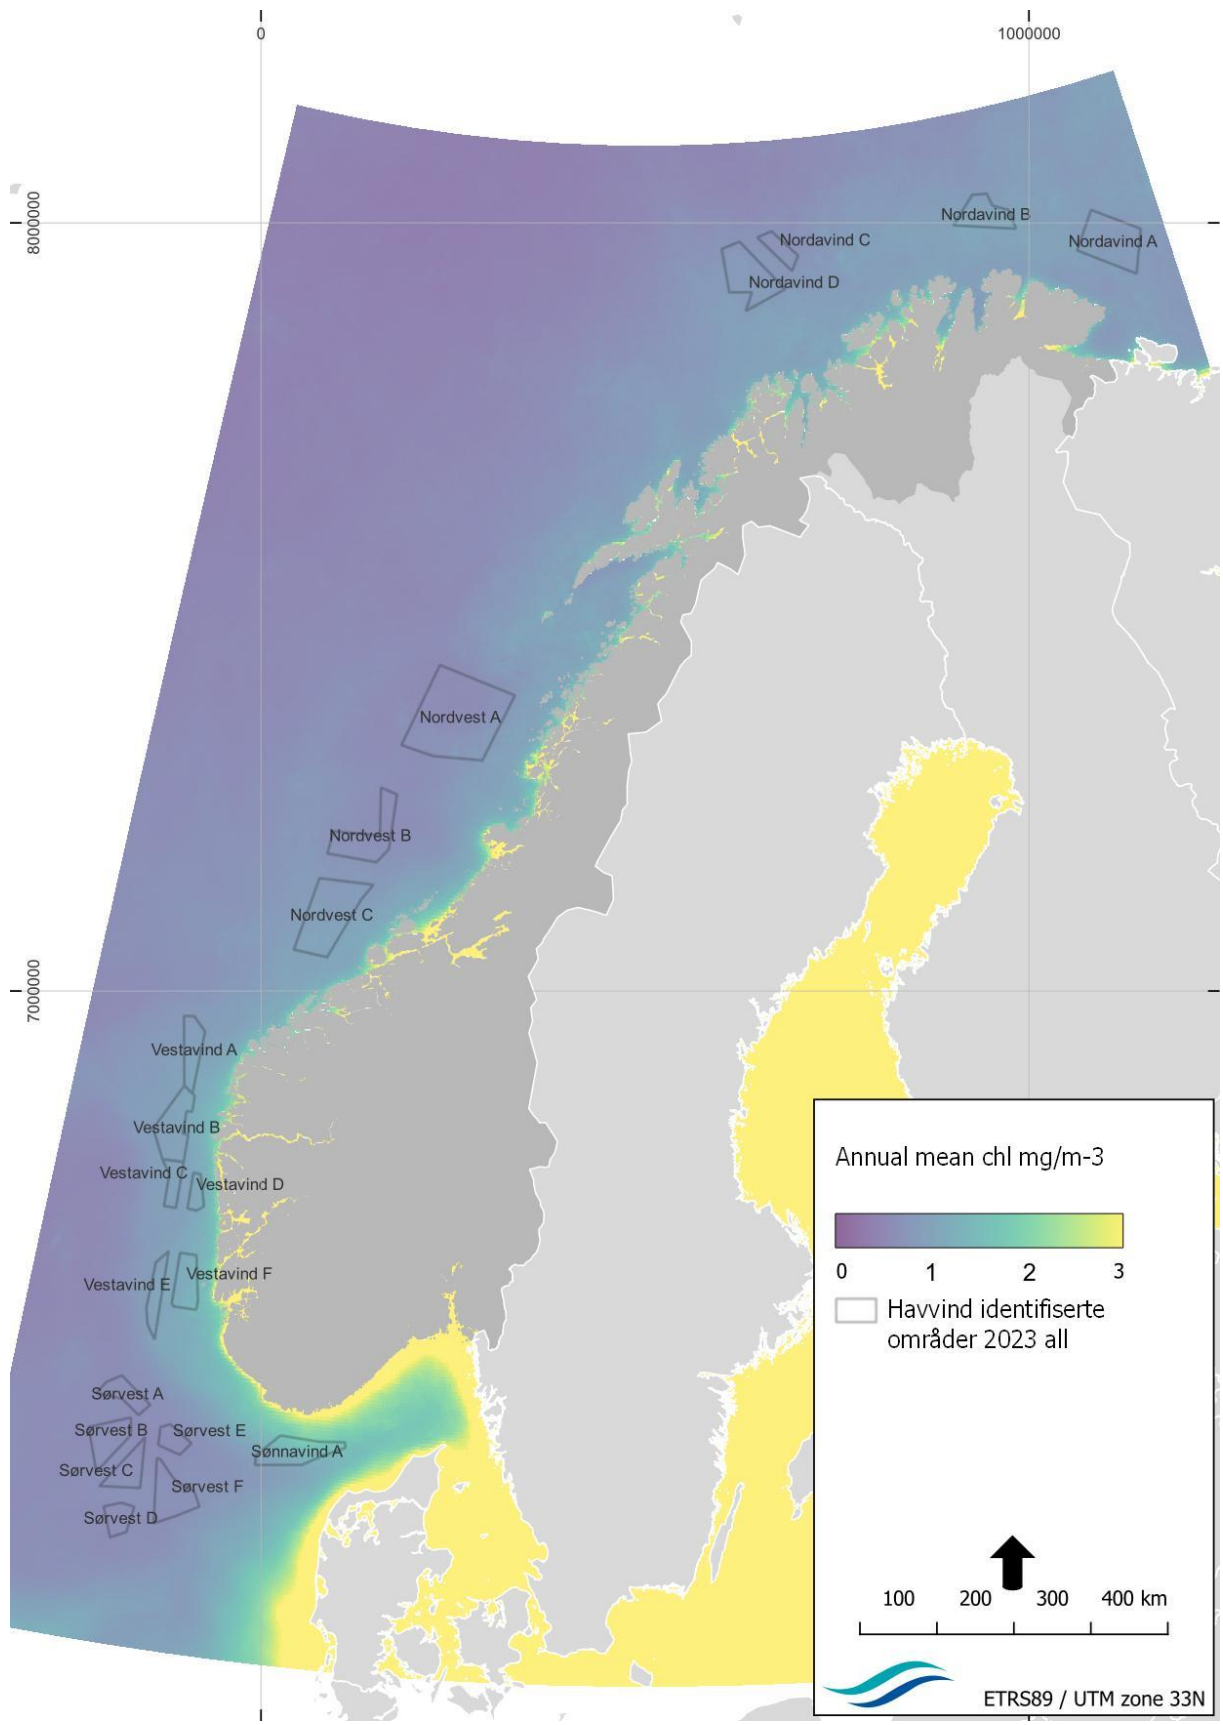 0
1000000
8000000
Nordavind B
Nordavind C
Nordavind A
Nordavind D
Nordvest A
Nordvest B
Nordvest C
7000000
Vestavind A
Vestavind B
Vestavind C
Vestavind D
Vestavind F
Vestavind E
Sørvest A
Sørvest B
Sørvest E
Sønnavind A
Sørvest C
Sørvest F
Sørvest D
Annual mean chl mg/m-3
0 1 2 3
Havvind identifiserte
områder 2023 all
100 200 300 400 km
ETRS89 / UTM zone 33N